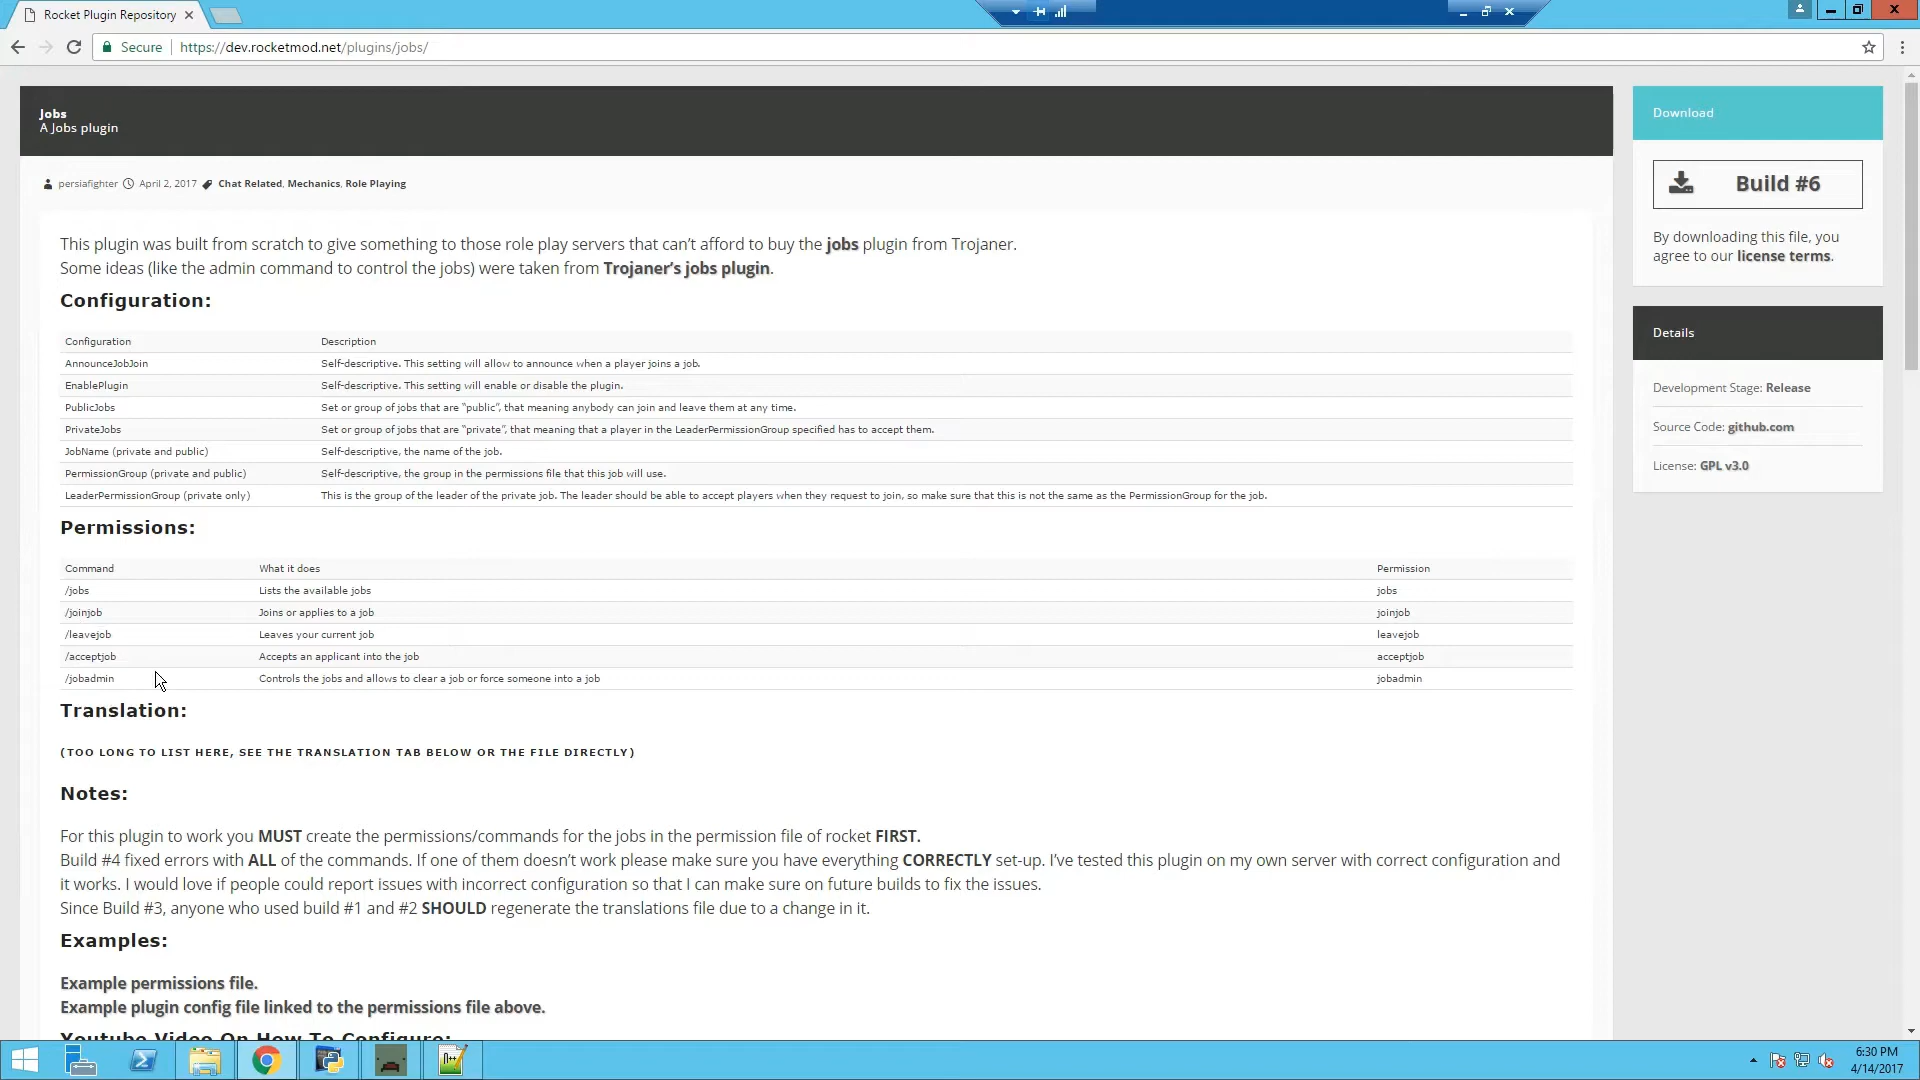 Rocket Plugin Repository
Secure
https://dev.rocketmod.net/plugins/jobs/
Jobs
A Jobs plugin
persiafighter April 2, 2017 Chat Related, Mechanics, Role Playing
This plugin was built from scratch to give something to those role play servers that can't afford to buy the jobs plugin from Trojaner.
Some ideas (like the admin command to control the jobs) were taken from Trojaner's jobs plugin.
Configuration:
Configuration Description
AnnounceJobJoin Self-descriptive. This setting will allow to announce when a player joins a job.
EnablePlugin Self-descriptive. This setting will enable or disable the plugin.
PublicJobs Set or group of jobs that are "public", that meaning anybody can join and leave them at any time.
PrivateJobs Set or group of jobs that are "private", that meaning that a player in the LeaderPermissionGroup specified has to accept them.
JobName (private and public) Self-descriptive, the name of the job.
PermissionGroup (private and public) Self-descriptive, the group in the permissions file that this job will use.
LeaderPermissionGroup (private only) This is the group of the leader of the private job. The leader should be able to accept players when they request to join, so make sure that this is not the same as the PermissionGroup for the job.
Permissions:
Command What it does Permission
/jobs Lists the available jobs jobs
/joinjob Joins or applies to a job joinjob
/leavejob Leaves your current job leavejob
/acceptjob Accepts an applicant into the job acceptjob
/jobadmin Controls the jobs and allows to clear a job or force someone into a job jobadmin
Translation:
(TOO LONG TO LIST HERE, SEE THE TRANSLATION TAB BELOW OR THE FILE DIRECTLY)
Notes:
For this plugin to work you MUST create the permissions/commands for the jobs in the permission file of rocket FIRST.
Build #4 fixed errors with ALL of the commands. If one of them doesn't work please make sure you have everything CORRECTLY set-up. I've tested this plugin on my own server with correct configuration and
it works. I would love if people could report issues with incorrect configuration so that I can make sure on future builds to fix the issues.
Since Build #3, anyone who used build #1 and #2 SHOULD regenerate the translations file due to a change in it.
Examples:
Example permissions file.
Example plugin config file linked to the permissions file above.
Youtube Video On How To Configure:
Download
Build #6
By downloading this file, you
agree to our license terms.
Details
Development Stage: Release
Source Code: github.com
License: GPL v3.0
6:30 PM
4/14/2017